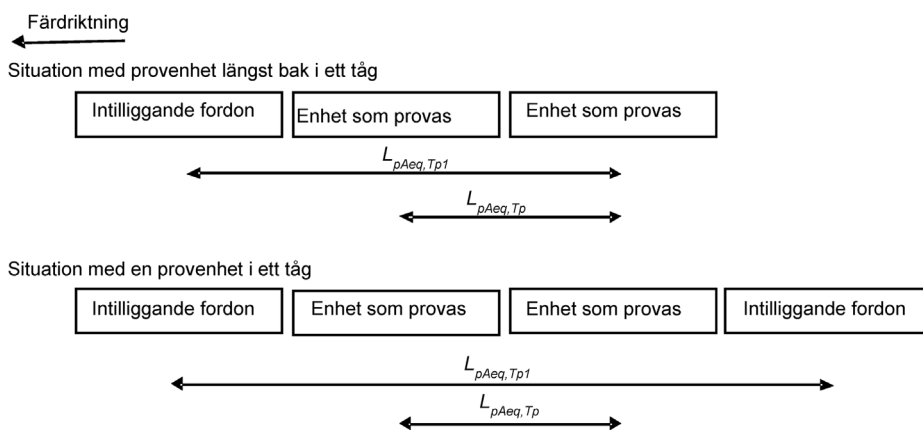 Färdriktning
Situation med provenhet längst bak i ett tåg
Intilliggande fordon Enhet som provas Enhet som provas
LpAeq,Tp1
LpAeq,Tp
Situation med en provenhet i ett tåg
Intilliggande fordon Enhet som provas Enhet som provas Intilliggande fordon
LpAeq,Tp1
LpAeq,Tp